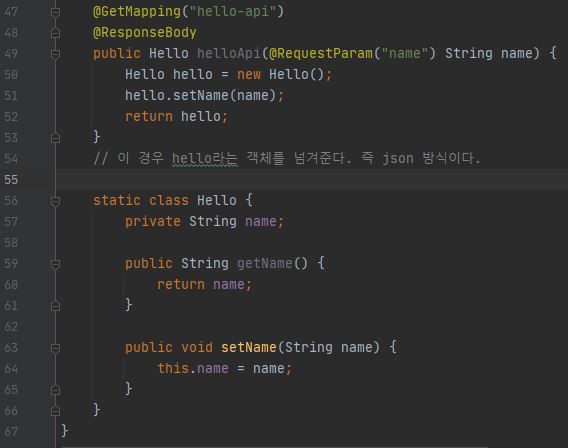 47 @GetMapping("hello-api")
48 @ResponseBody
49 public Hello helloApi(@RequestParam("name") String name) {
50 Hello hello = new Hello();
51 hello.setName(name);
52 return hello;
53 }
54 // 이 경우 hello라는 객체를 넘겨준다. 즉 json 방식이다.
55
56 static class Hello {
57 private String name;
58
59 public String getName() {
60 return name;
61 }
62
63 public void setName(String name) {
64 this.name = name;
65 }
66 }
67 }